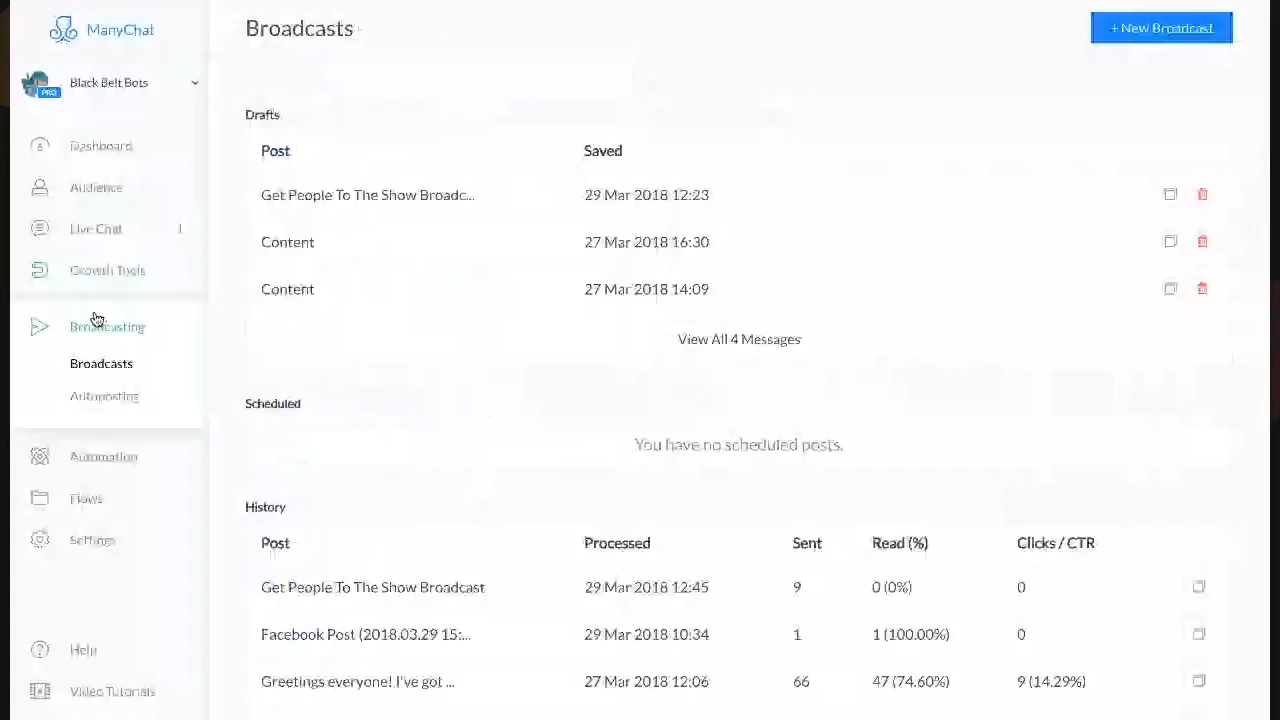 ManyChat
Black Belt Bots
PRO
Dashboard
Audience
Live Chat 1
Growth Tools
Broadcasting
Broadcasts
Autoposting
Automation
Flows
Settings
Help
Video Tutorials
Broadcasts
+ New Broadcast
Drafts
Post Saved
Get People To The Show Broadc... 29 Mar 2018 12:23
Content 27 Mar 2018 16:30
Content 27 Mar 2018 14:09
View All 4 Messages
Scheduled
You have no scheduled posts.
History
Post Processed Sent Read (%) Clicks / CTR
Get People To The Show Broadcast 29 Mar 2018 12:45 9 0 (0%) 0
Facebook Post (2018.03.29 15:... 29 Mar 2018 10:34 1 1 (100.00%) 0
Greetings everyone! I've got ... 27 Mar 2018 12:06 66 47 (74.60%) 9 (14.29%)